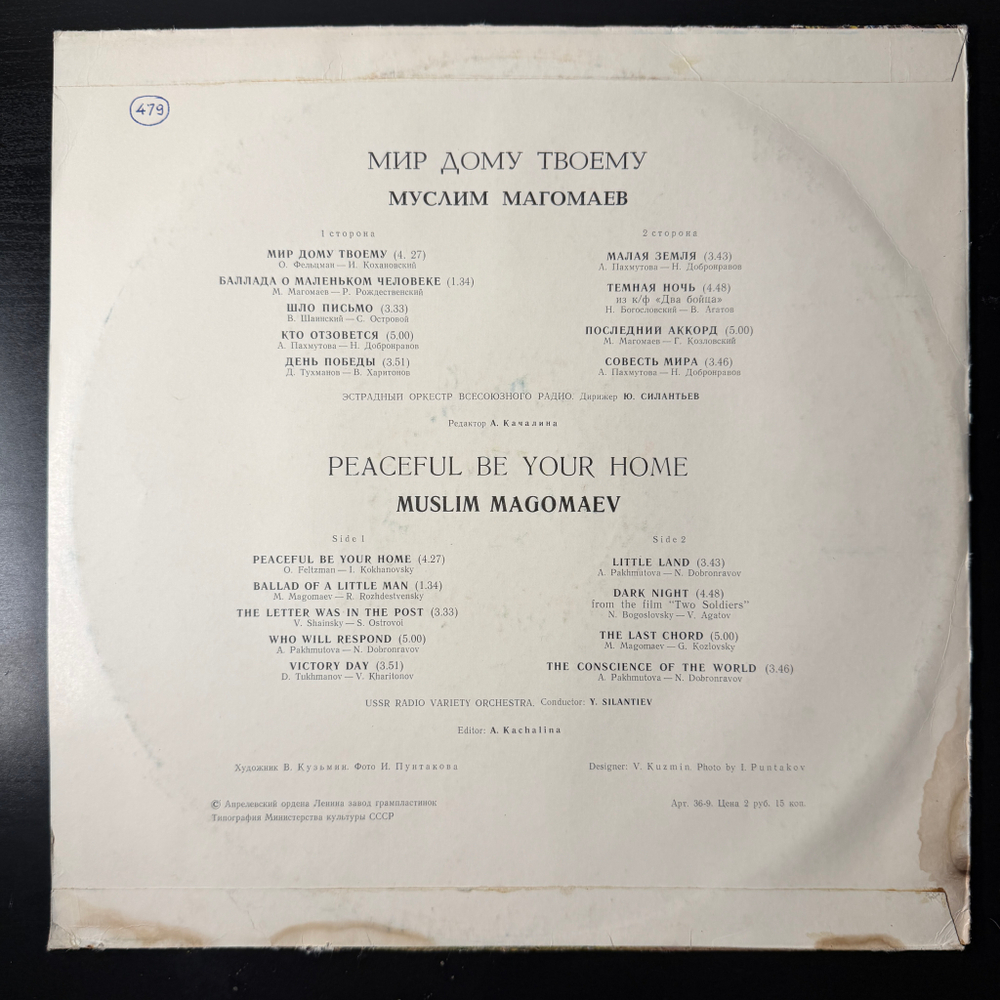 479
МИР ДОМУ ТВОЕМУ
МУСЛИМ МАГОМАЕВ
1 сторона
МИР ДОМУ ТВОЕМУ (4. 27)
О. Фельцман — И. Кохановский
БАЛЛАДА О МАЛЕНЬКОМ ЧЕЛОВЕКЕ (1.34)
М. Магомаев — Р. Рождественский
ШЛО ПИСЬМО (3.33)
В. Шаинский — С. Островой
КТО ОТЗОВЕТСЯ (5.00)
А. Пахмутова — Н. Добронравов
ДЕНЬ ПОБЕДЫ (3.51)
Д. Тухманов — В. Харитонов
2 сторона
МАЛАЯ ЗЕМЛЯ (3.43)
А. Пахмутова — Н. Добронравов
ТЕМНАЯ НОЧЬ (4.48)
из к/ф «Два бойца»
Н. Богословский — В. Агатов
ПОСЛЕДНИЙ АККОРД (5.00)
М. Магомаев — Г. Козловский
СОВЕСТЬ МИРА (3.46)
А. Пахмутова — Н. Добронравов
ЭСТРАДНЫЙ ОРКЕСТР ВСЕСОЮЗНОГО РАДИО. Дирижер Ю. СИЛАНТЬЕВ
Редактор А. Качалина
PEACEFUL BE YOUR HOME
MUSLIM MAGOMAEV
Side 1
PEACEFUL BE YOUR HOME (4.27)
O. Feltzman — I. Kokhanovsky
BALLAD OF A LITTLE MAN (1.34)
M. Magomaev — R. Rozhdestvensky
THE LETTER WAS IN THE POST (3.33)
V. Shainsky — S. Ostrovoi
WHO WILL RESPOND (5.00)
A. Pakhmutova — N. Dobronravov
VICTORY DAY (3.51)
D. Tukhmanov — V. Kharitonov
Side 2
LITTLE LAND (3.43)
A. Pakhmutova — N. Dobronravov
DARK NIGHT (4.48)
from the film "Two Soldiers"
N. Bogoslovsky — V. Agatov
THE LAST CHORD (5.00)
M. Magomaev — G. Kozlovsky
THE CONSCIENCE OF THE WORLD (3.46)
A. Pakhmutova — N. Dobronravov
USSR RADIO VARIETY ORCHESTRA. Conductor: Y. SILANTIEV
Editor: A. Kachalina
Художник В. Кузьмин. Фото И. Пунтакова
Designer: V. Kuzmin. Photo by I. Puntakov
© Апрелевский ордена Ленина завод грампластинок
Типография Министерства культуры СССР
Арт. 36-9. Цена 2 руб. 15 коп.